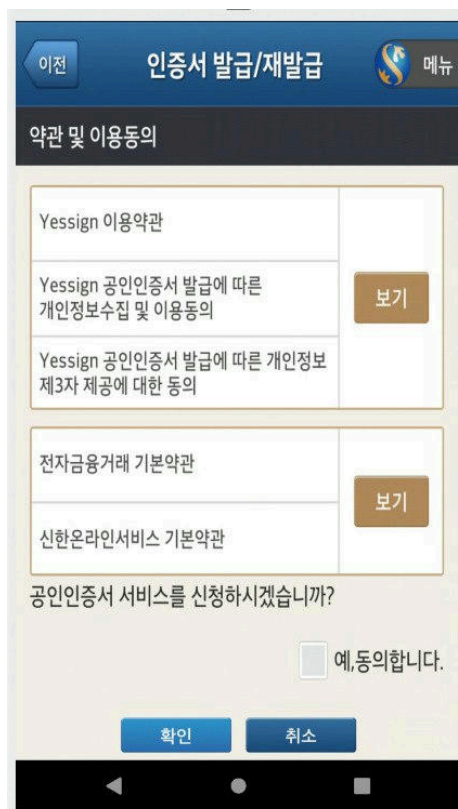 이전
인증서 발급/재발급
메뉴
약관 및 이용동의
Yessign 이용약관
Yessign 공인인증서 발급에 따른
개인정보수집 및 이용동의
보기
Yessign 공인인증서 발급에 따른 개인정보
제3자 제공에 대한 동의
전자금융거래 기본약관
보기
신한온라인서비스 기본약관
공인인증서 서비스를 신청하시겠습니까?
예,동의합니다.
확인
취소